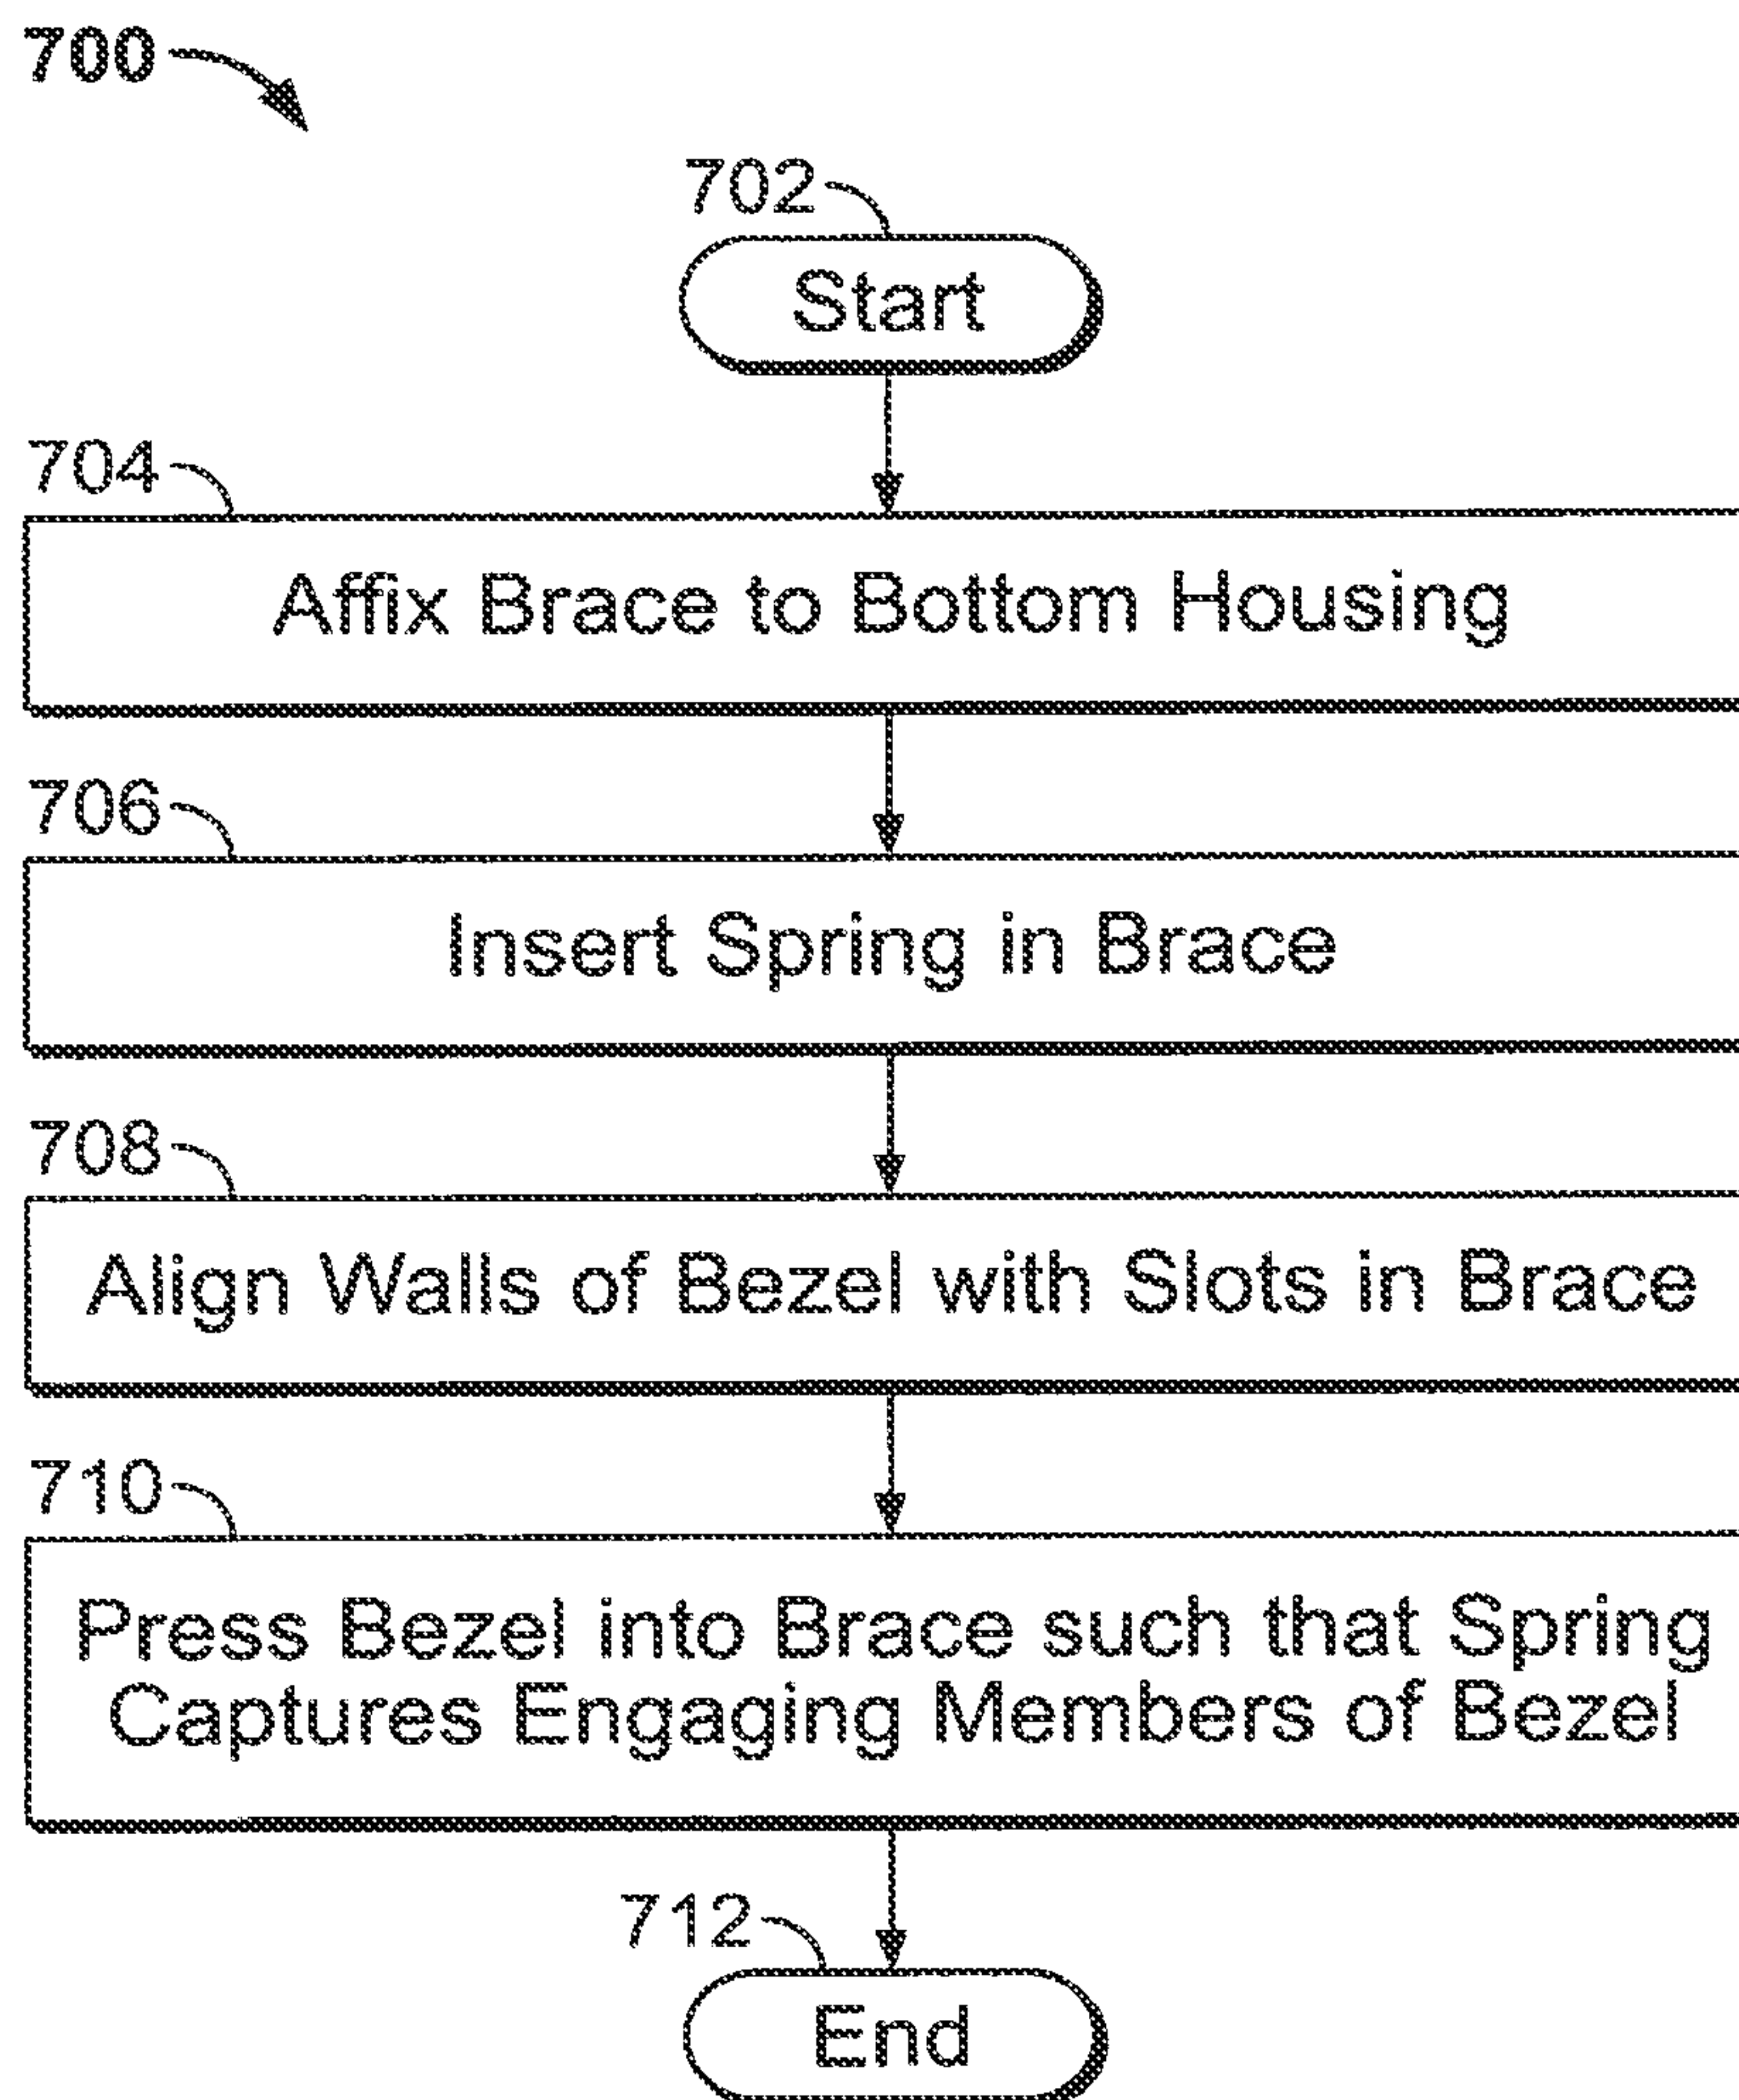 700
702
Start
704
Affix Brace to Bottom Housing
706
Insert Spring in Brace
708
Align Walls of Bezel with Slots in Brace
710
Press Bezel into Brace such that Spring
Captures Engaging Members of Bezel
712
End